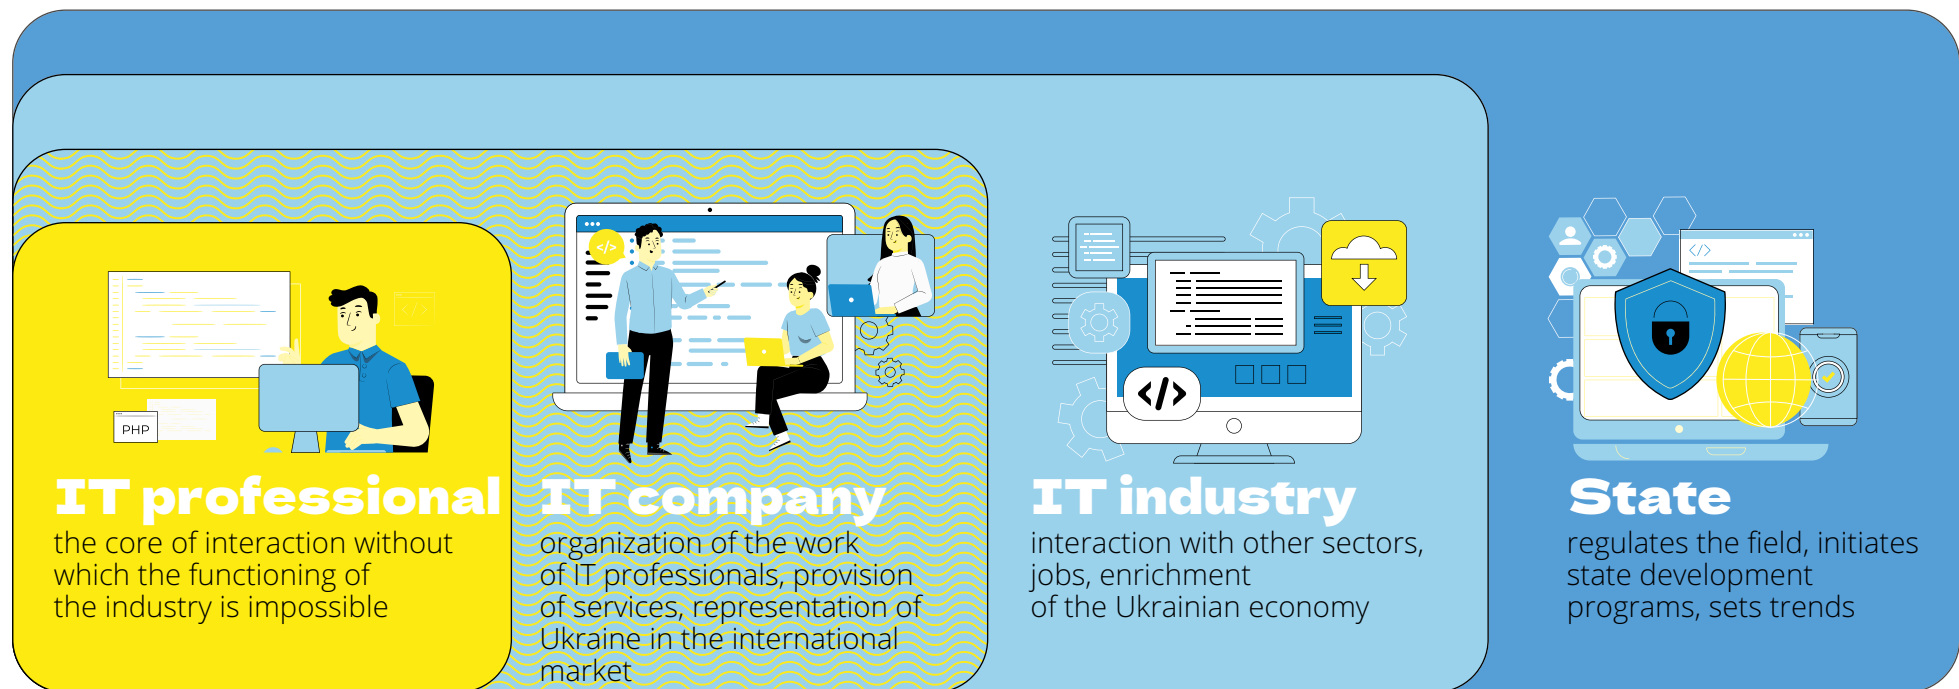 PHP
IT professional
the core of interaction without
which the functioning of
the industry is impossible
</>
IT company
organization of the work
of IT professionals, provision
of services, representation of
Ukraine in the international
market
</>
IT industry
interaction with other sectors,
jobs, enrichment
of the Ukrainian economy
</>
State
regulates the field, initiates
state development
programs, sets trends